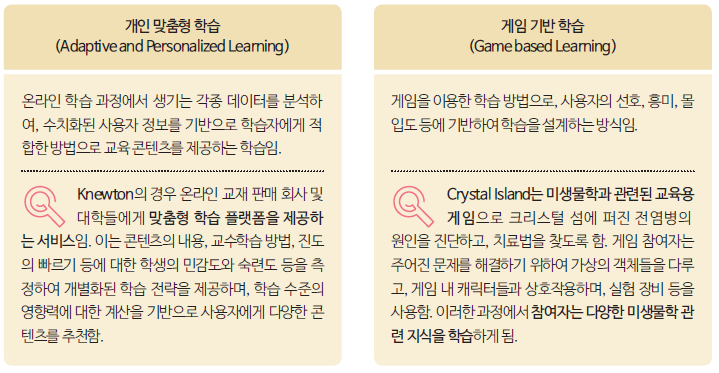 개인 맞춤형 학습
(Adaptive and Personalized Learning)
온라인 학습 과정에서 생기는 각종 데이터를 분석하
여, 수치화된 사용자 정보를 기반으로 학습자에게 적
합한 방법으로 교육 콘텐츠를 제공하는 학습임.
Knewton의 경우 온라인 교재 판매 회사 및
대학들에게 맞춤형 학습 플랫폼을 제공하
는 서비스임. 이는 콘텐츠의 내용, 교수학습 방법, 진도
의 빠르기 등에 대한 학생의 민감도와 숙련도 등을 측
정하여 개별화된 학습 전략을 제공하며, 학습 수준의
영향력에 대한 계산을 기반으로 사용자에게 다양한 콘
텐츠를 추천함.
게임 기반 학습
(Game based Learning)
게임을 이용한 학습 방법으로, 사용자의 선호, 흥미, 몰
입도 등에 기반하여 학습을 설계하는 방식임.
Crystal Island는 미생물학과 관련된 교육용
게임으로 크리스털 섬에 퍼진 전염병의
원인을 진단하고, 치료법을 찾도록 함. 게임 참여자는
주어진 문제를 해결하기 위하여 가상의 객체들을 다루
고, 게임 내 캐릭터들과 상호작용하며, 실험 장비 등을
사용함. 이러한 과정에서 참여자는 다양한 미생물학 관
련 지식을 학습하게 됨.